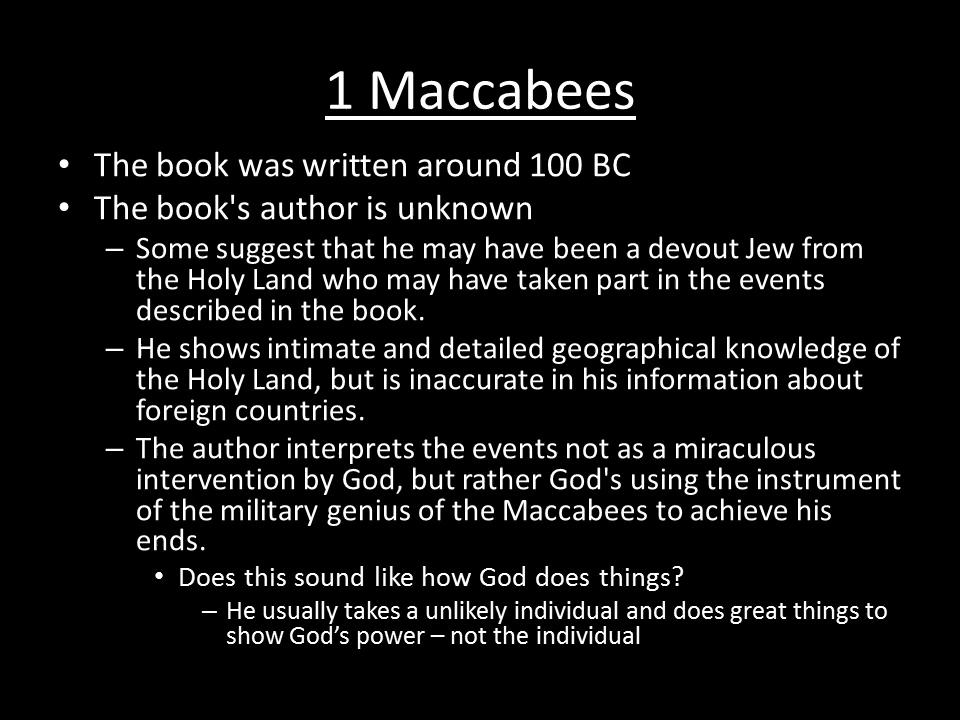 1 Maccabees
• The book was written around 100 BC
• The book's author is unknown
– Some suggest that he may have been a devout Jew from
the Holy Land who may have taken part in the events
described in the book.
– He shows intimate and detailed geographical knowledge of
the Holy Land, but is inaccurate in his information about
foreign countries.
– The author interprets the events not as a miraculous
intervention by God, but rather God's using the instrument
of the military genius of the Maccabees to achieve his
ends.
• Does this sound like how God does things?
– He usually takes a unlikely individual and does great things to
show God’s power – not the individual